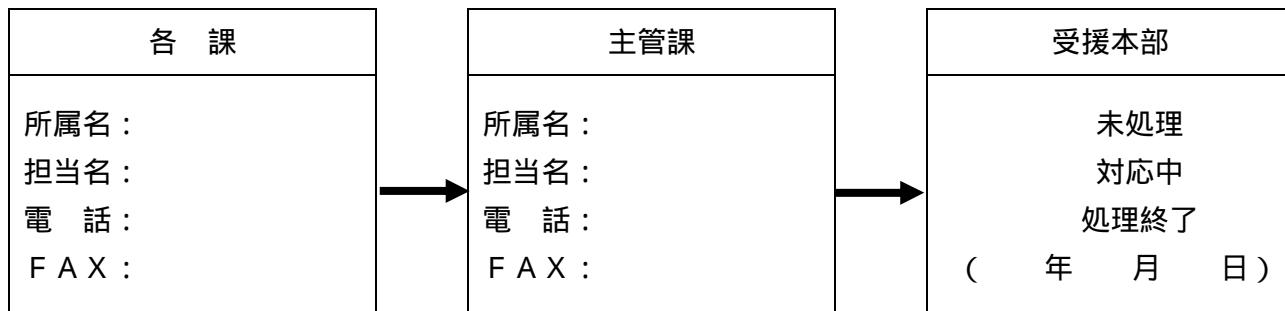 各　課
所属名：
担当名：
電　話：
ＦＡＸ：
主管課
所属名：
担当名：
電　話：
ＦＡＸ：
受援本部
未処理
対応中
処理終了
（　　年　　月　　日）